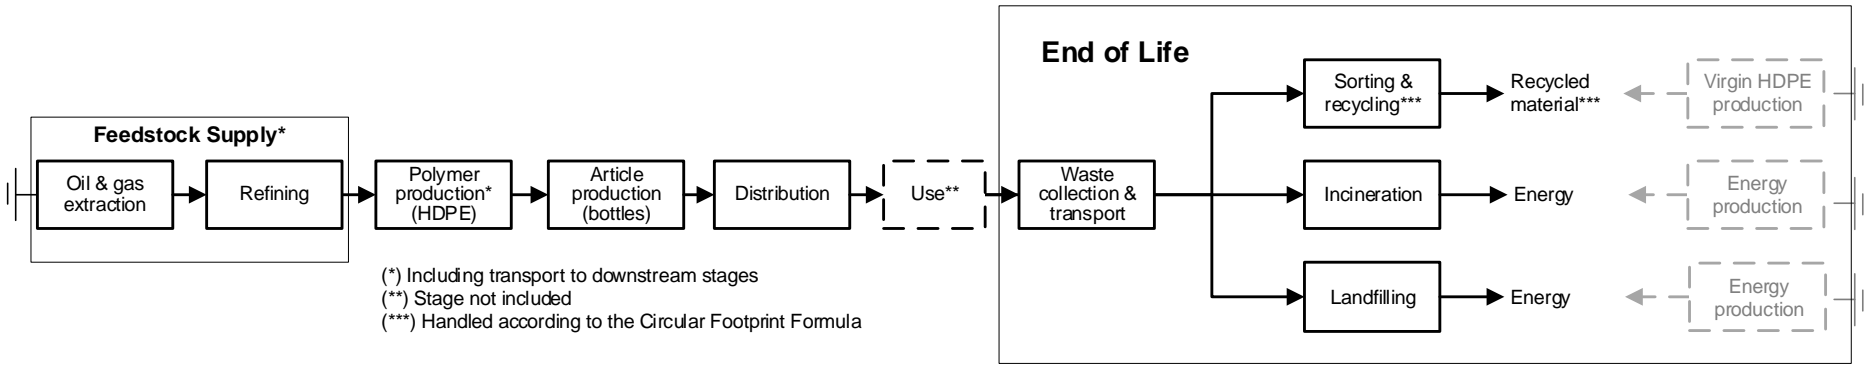 End of Life
Feedstock Supply*
Oil & gas
extraction
Refining
Polymer
production*
(HDPE)
Article
production
(bottles)
Distribution
Use**
Waste
collection &
transport
Sorting &
recycling***
Recycled
material***
Virgin HDPE
production
Incineration
Energy
Energy
production
Landfilling
Energy
Energy
production
(*) Including transport to downstream stages
(**) Stage not included
(***) Handled according to the Circular Footprint Formula